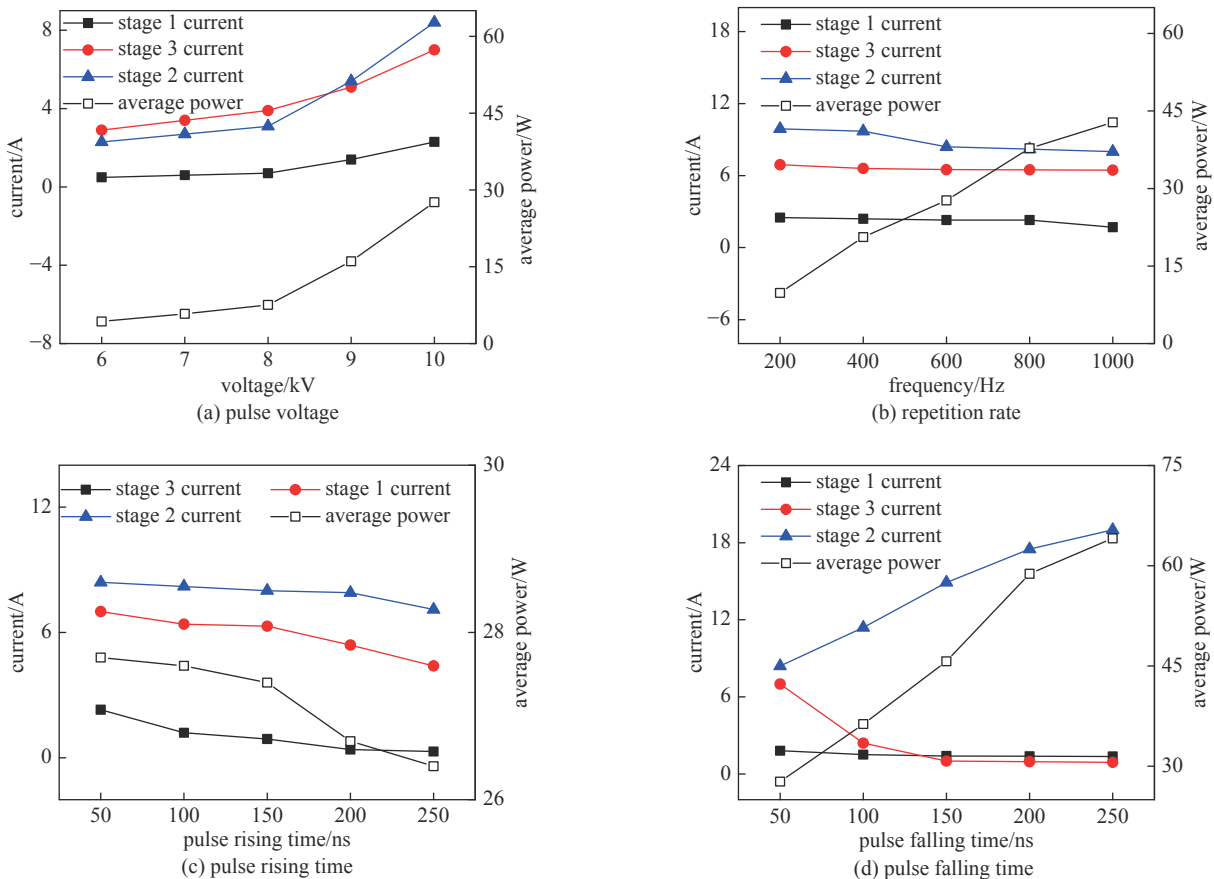 stage 1 current
stage 3 current
stage 2 current
average power
8
4
0
−4
−8
60
45
30
15
0
current/A
average power/W
6 7 8 9 10
voltage/kV
(a) pulse voltage
stage 1 current
stage 3 current
stage 2 current
average power
18
12
6
0
−6
60
45
30
15
0
current/A
average power/W
200 400 600 800 1000
frequency/Hz
(b) repetition rate
stage 3 current stage 1 current
stage 2 current average power
12
6
0
30
28
26
current/A
average power/W
50 100 150 200 250
pulse rising time/ns
(c) pulse rising time
stage 1 current
stage 3 current
stage 2 current
average power
24
18
12
6
0
75
60
45
30
current/A
average power/W
50 100 150 200 250
pulse falling time/ns
(d) pulse falling time